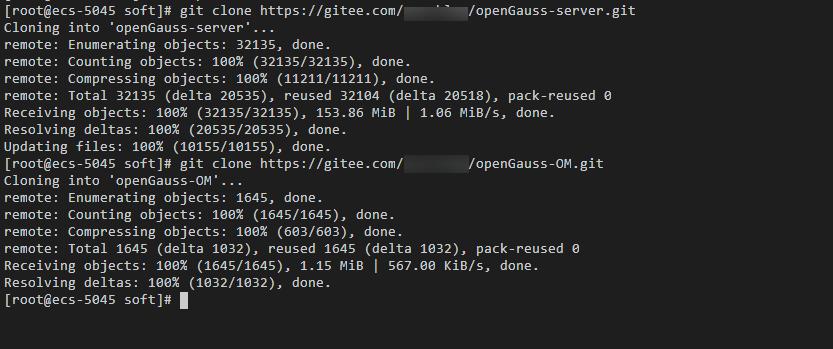 [root@ecs-5045 soft]# git clone https://gitee.com/ /openGauss-server.git
Cloning into 'openGauss-server'...
remote: Enumerating objects: 32135, done.
remote: Counting objects: 100% (32135/32135), done.
remote: Compressing objects: 100% (11211/11211), done.
remote: Total 32135 (delta 20535), reused 32104 (delta 20518), pack-reused 0
Receiving objects: 100% (32135/32135), 153.86 MiB | 1.06 MiB/s, done.
Resolving deltas: 100% (20535/20535), done.
Updating files: 100% (10155/10155), done.
[root@ecs-5045 soft]# git clone https://gitee.com/ /openGauss-OM.git
Cloning into 'openGauss-OM'...
remote: Enumerating objects: 1645, done.
remote: Counting objects: 100% (1645/1645), done.
remote: Compressing objects: 100% (603/603), done.
remote: Total 1645 (delta 1032), reused 1645 (delta 1032), pack-reused 0
Receiving objects: 100% (1645/1645), 1.15 MiB | 567.00 KiB/s, done.
Resolving deltas: 100% (1032/1032), done.
[root@ecs-5045 soft]#